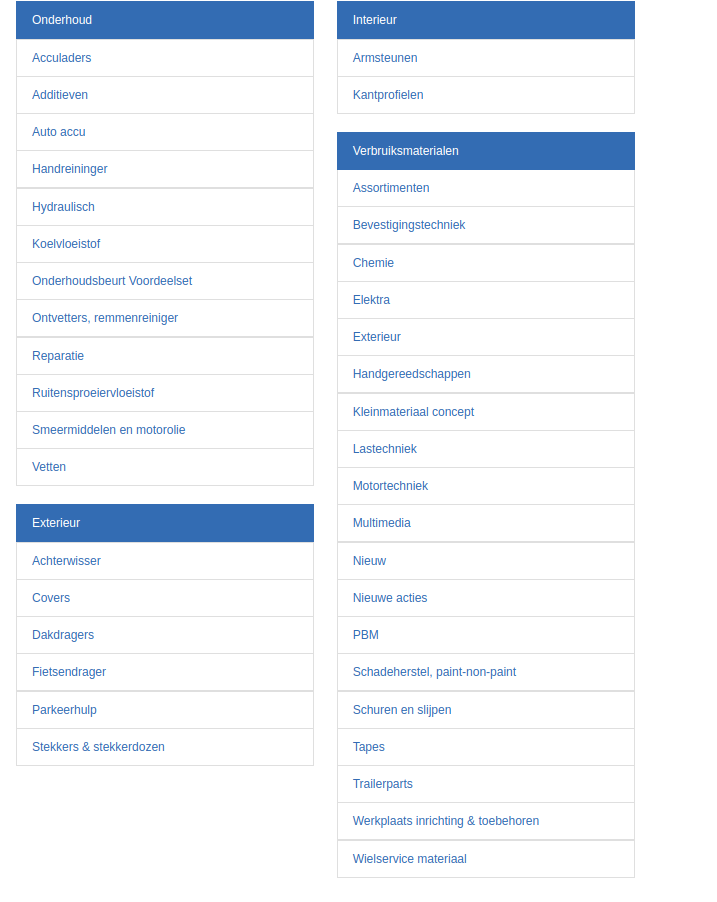 Onderhoud
Acculaders
Additieven
Auto accu
Handreininger
Hydraulisch
Koelvloeistof
Onderhoudsbeurt Voordeelset
Ontvetters, remmenreiniger
Reparatie
Ruitensproeiervloeistof
Smeermiddelen en motorolie
Vetten
Exterieur
Achterwisser
Covers
Dakdragers
Fietsendrager
Parkeerhulp
Stekkers & stekkerdozen
Interieur
Armsteunen
Kantprofielen
Verbruiksmaterialen
Assortimenten
Bevestigingstechniek
Chemie
Elektra
Exterieur
Handgereedschappen
Kleinmateriaal concept
Lastechniek
Motortechniek
Multimedia
Nieuw
Nieuwe acties
PBM
Schadeherstel, paint-non-paint
Schuren en slijpen
Tapes
Trailerparts
Werkplaats inrichting & toebehoren
Wielservice materiaal